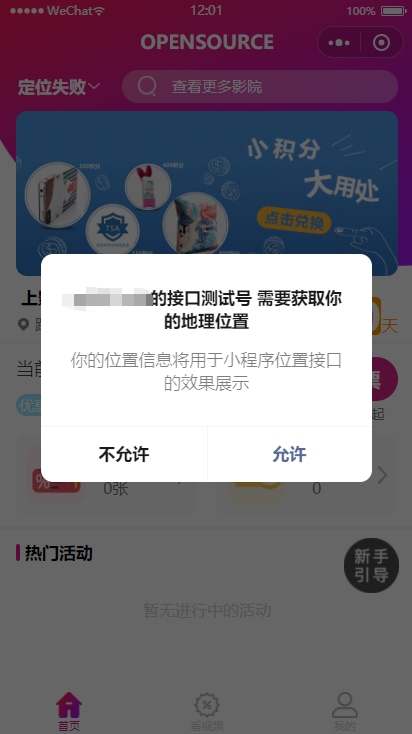 WeChat 12:01 100%
OPENSOURCE
定位失败 查看更多影院
小积分
大用处
TSA
点击兑换
的接口测试号 需要获取你
的地理位置
你的位置信息将用于小程序位置接口
的效果展示
不允许 允许
天
当前
票
优惠
起
0张 0
热门活动
新手
引导
暂无进行中的活动
首页 看视频 我的